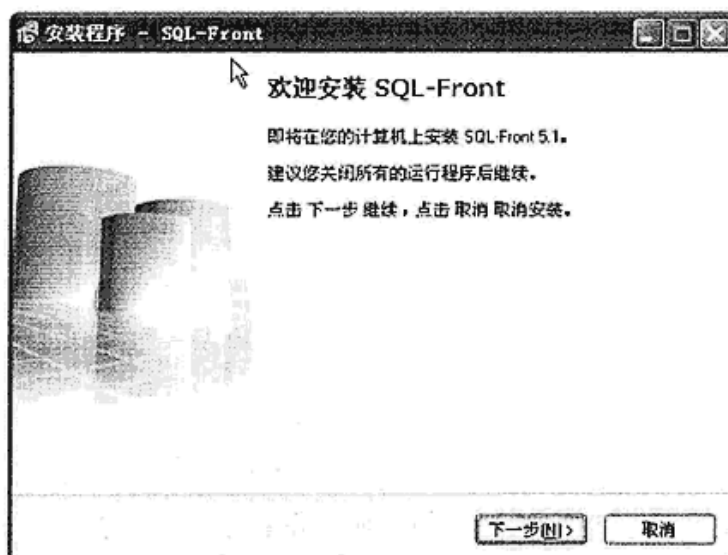 安装程序 - SQL-Front
欢迎安装 SQL-Front
即将在您的计算机上安装 SQL-Front 5.1。
建议您关闭所有的运行程序后继续。
点击 下一步 继续，点击 取消 取消安装。
下一步(N) >
取消